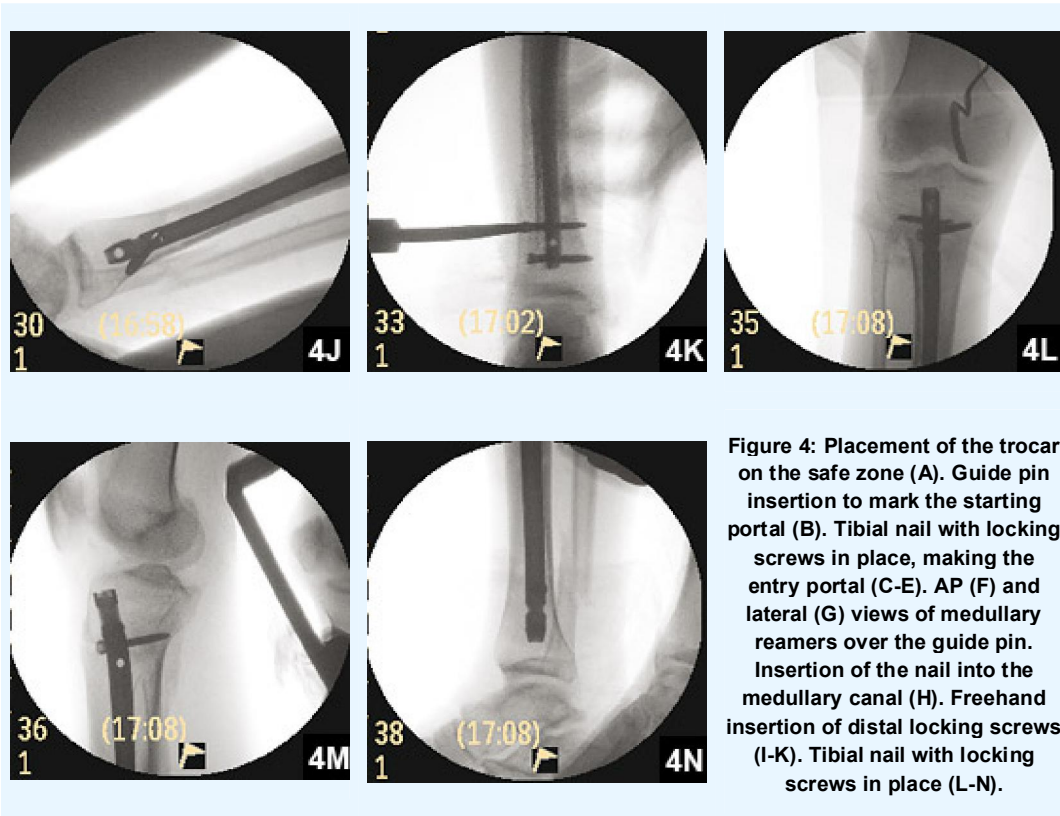 30 (16:58)
1 4J
33 (17:02)
1 4K
35 (17:08)
1 4L
36 (17:08)
1 4M
38 (17:08)
1 4N
Figure 4: Placement of the trocar
on the safe zone (A). Guide pin
insertion to mark the starting
portal (B). Tibial nail with locking
screws in place, making the
entry portal (C-E). AP (F) and
lateral (G) views of medullary
reamers over the guide pin.
Insertion of the nail into the
medullary canal (H). Freehand
insertion of distal locking screws
(I-K). Tibial nail with locking
screws in place (L-N).